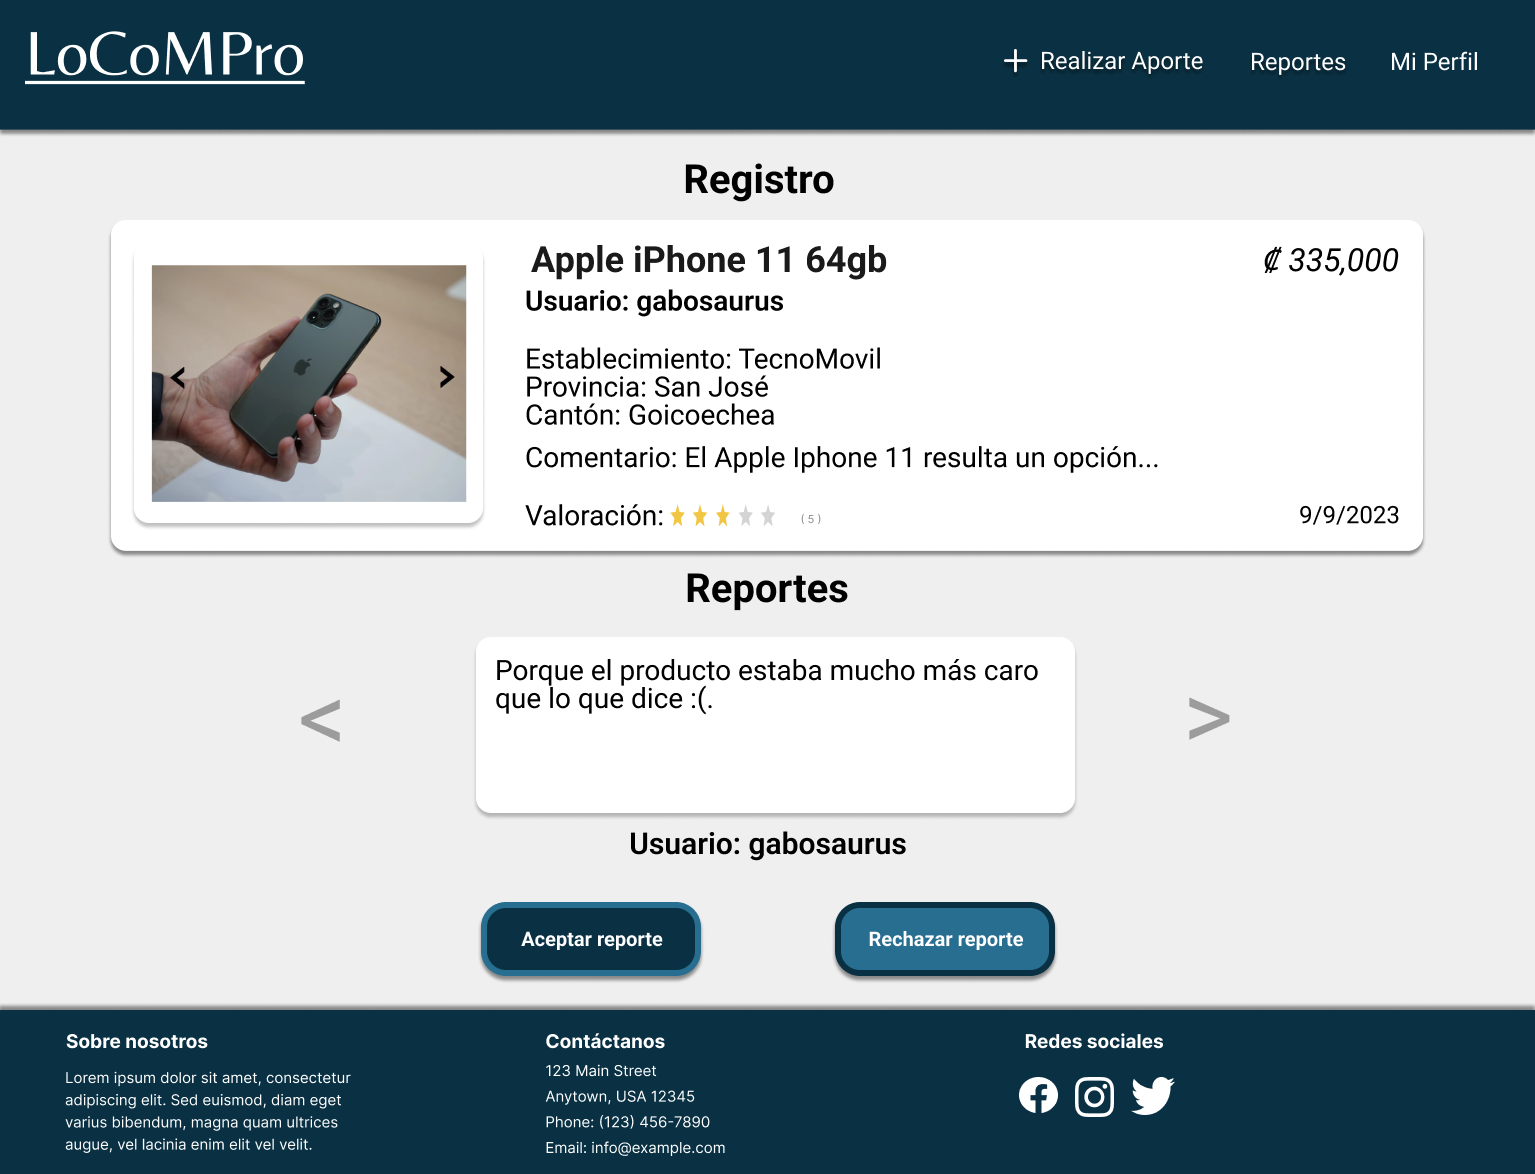 LoCoMPro
+ Realizar Aporte
Reportes
Mi Perfil
Registro
Apple iPhone 11 64gb
₡ 335,000
Usuario: gabosaurus
Establecimiento: TecnoMovil
Provincia: San José
Cantón: Goicoechea
Comentario: El Apple Iphone 11 resulta un opción...
Valoración:
(5)
9/9/2023
< >
Reportes
Porque el producto estaba mucho más caro
que lo que dice :(.
< >
Usuario: gabosaurus
Aceptar reporte
Rechazar reporte
Sobre nosotros
Lorem ipsum dolor sit amet, consectetur
adipiscing elit. Sed euismod, diam eget
varius bibendum, magna quam ultrices
augue, vel lacinia enim elit vel velit.
Contáctanos
123 Main Street
Anytown, USA 12345
Phone: (123) 456-7890
Email: info@example.com
Redes sociales